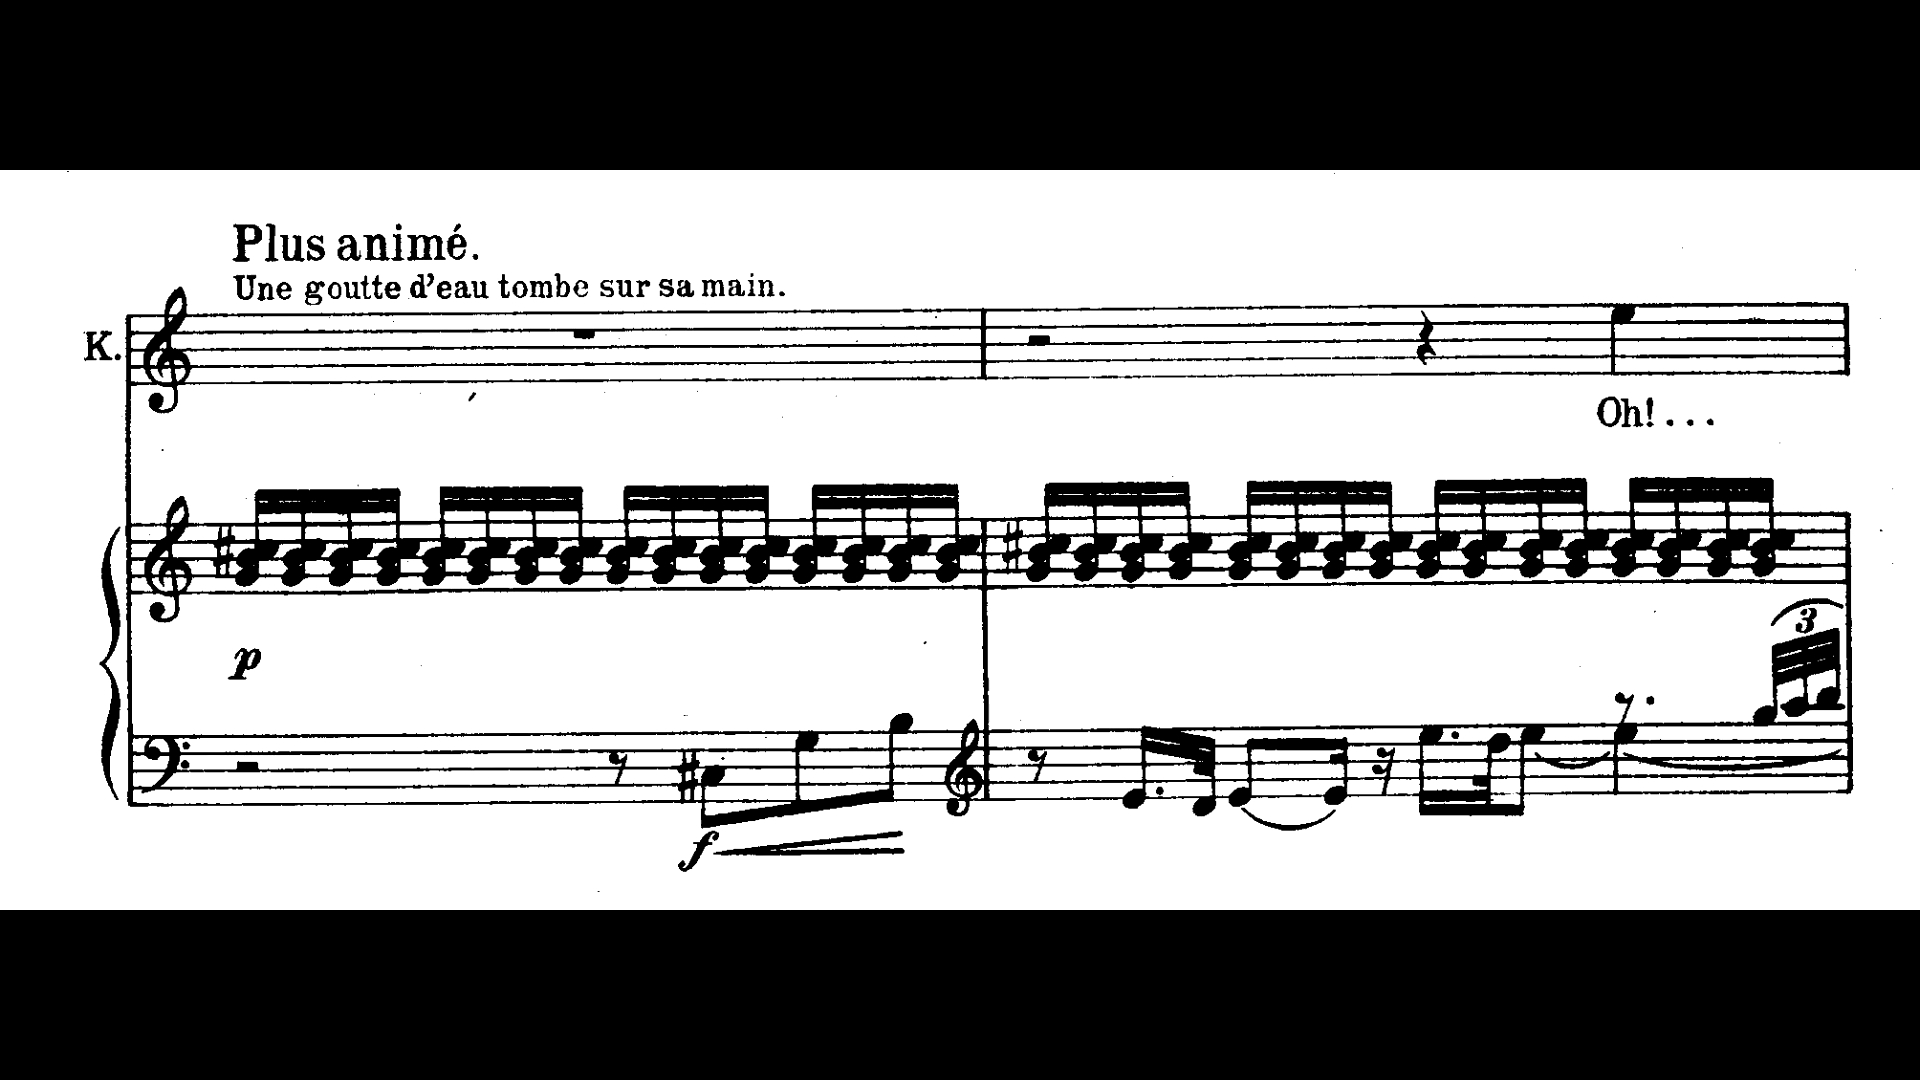 Plus animé.
Une goutte d'eau tombe sur sa main.
K.
Oh!...
p
3
f